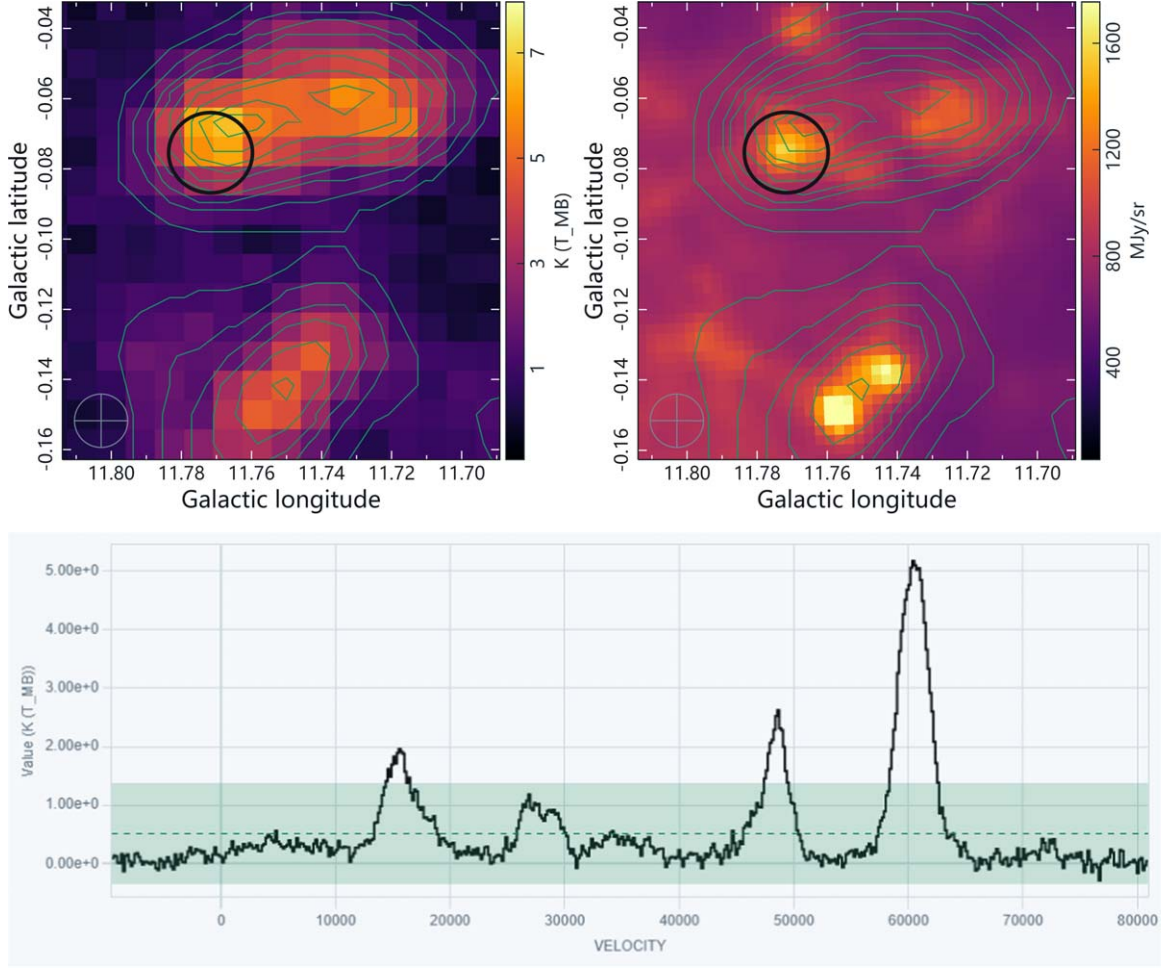 -0.04
-0.06
-0.08
-0.10
-0.12
-0.14
-0.16
Galactic latitude
11.80 11.78 11.76 11.74 11.72 11.70
Galactic longitude
7
5
3
1
K (T_MB)
-0.04
-0.06
-0.08
-0.10
-0.12
-0.14
-0.16
Galactic latitude
11.80 11.78 11.76 11.74 11.72 11.70
Galactic longitude
1600
1200
800
400
MJy/sr
Value (K (T_MB))
5.00e+0
4.00e+0
3.00e+0
2.00e+0
1.00e+0
0.00e+0
0 10000 20000 30000 40000 50000 60000 70000 80000
VELOCITY